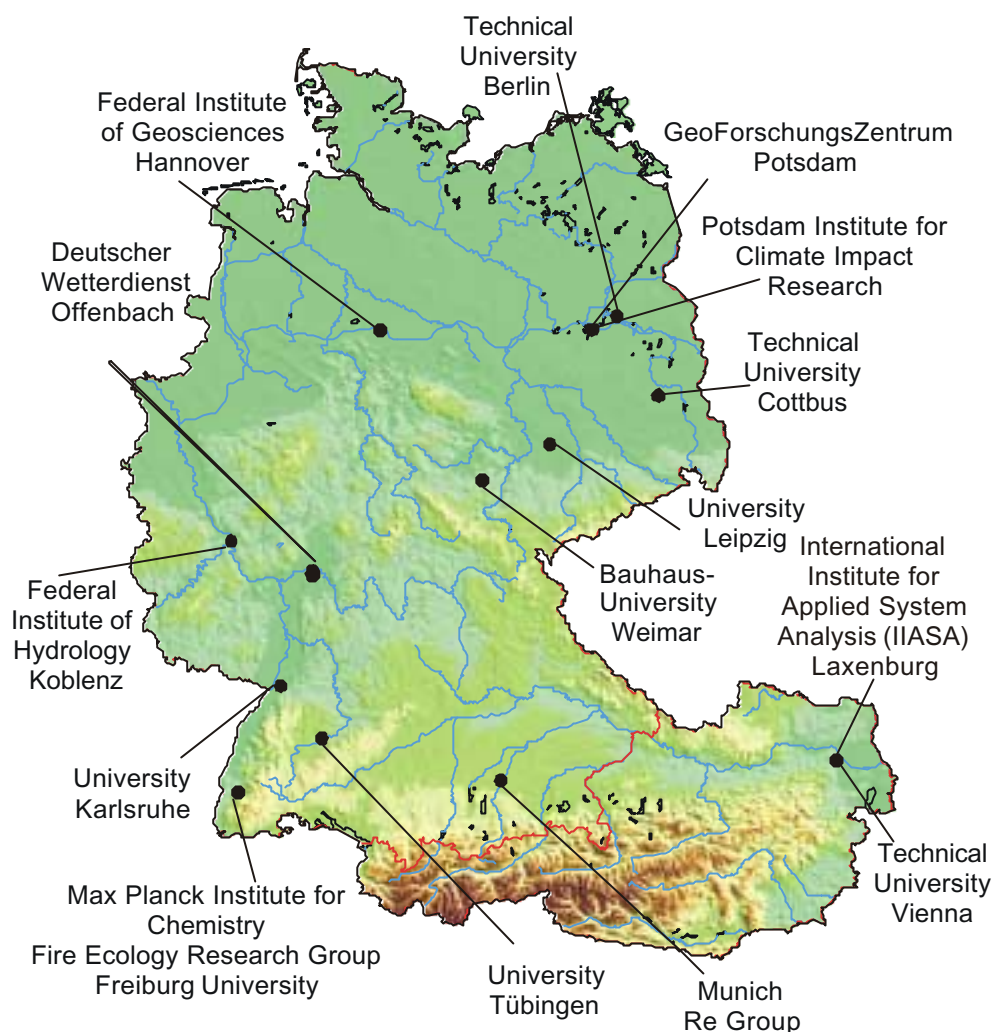 Technical
University
Berlin
Federal Institute
of Geosciences
Hannover
GeoForschungsZentrum
Potsdam
Potsdam Institute for
Climate Impact
Research
Deutscher
Wetterdienst
Offenbach
Technical
University
Cottbus
University
Leipzig
International
Institute for
Applied System
Analysis (IIASA)
Laxenburg
Bauhaus-
University
Weimar
Federal
Institute of
Hydrology
Koblenz
University
Karlsruhe
Technical
University
Vienna
Max Planck Institute for
Chemistry
Fire Ecology Research Group
Freiburg University
University
Tübingen
Munich
Re Group